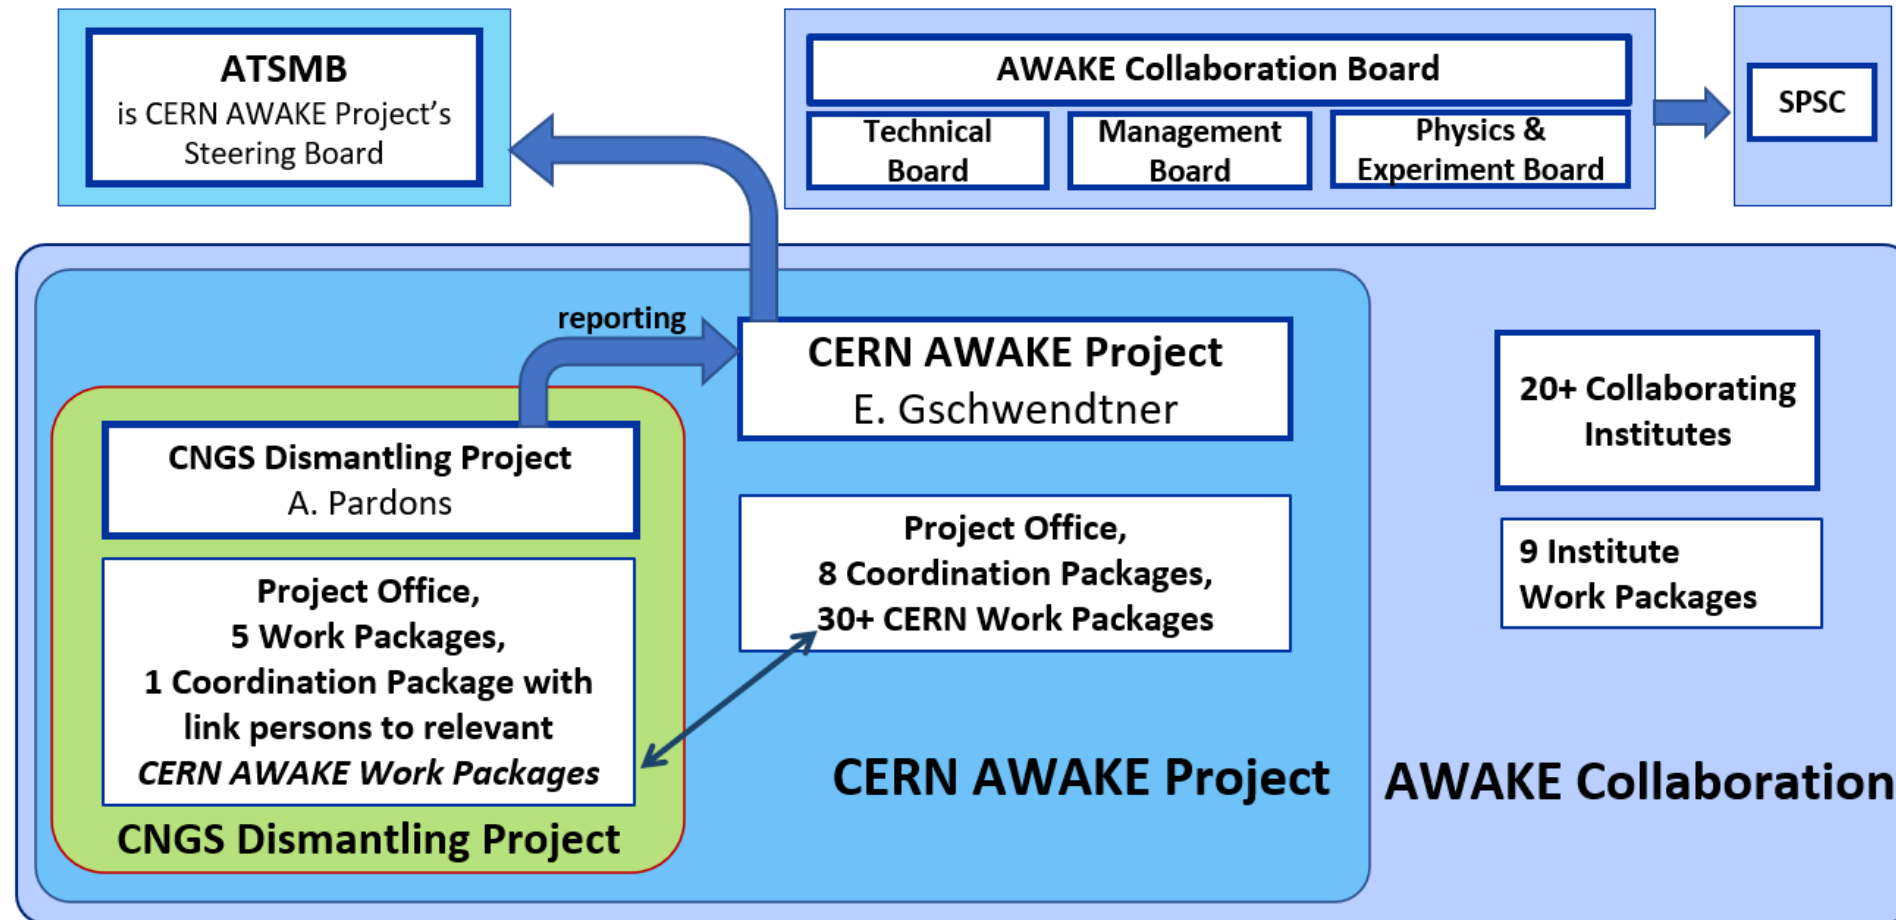 ATSMB
is CERN AWAKE Project's
Steering Board
AWAKE Collaboration Board
Technical
Board
Management
Board
Physics &
Experiment Board
SPSC
reporting
CERN AWAKE Project
E. Gschwendtner
CNGS Dismantling Project
A. Pardons
Project Office,
5 Work Packages,
1 Coordination Package with
link persons to relevant
CERN AWAKE Work Packages
CNGS Dismantling Project
Project Office,
8 Coordination Packages,
30+ CERN Work Packages
CERN AWAKE Project
20+ Collaborating
Institutes
9 Institute
Work Packages
AWAKE Collaboration